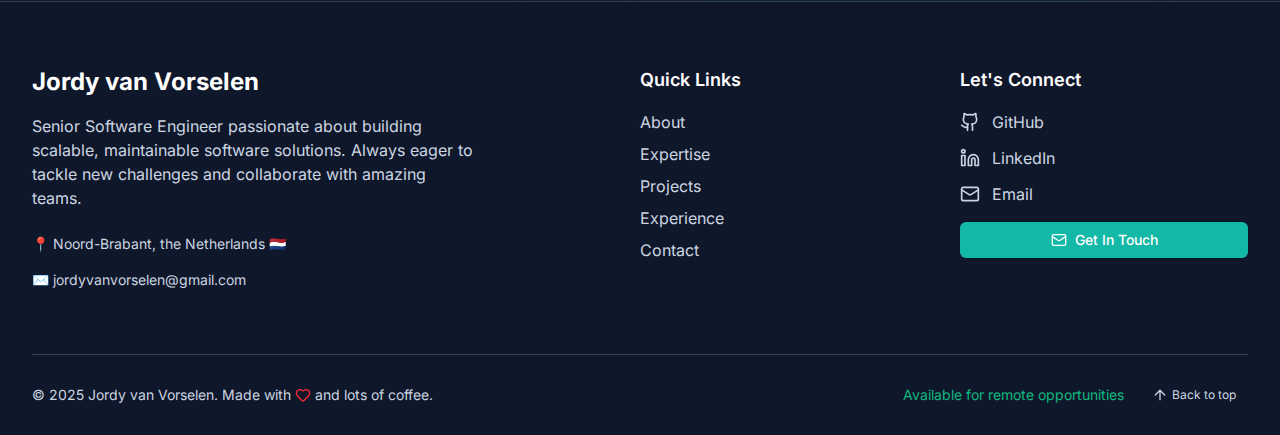 Jordy van Vorselen
Senior Software Engineer passionate about building
scalable, maintainable software solutions. Always eager to
tackle new challenges and collaborate with amazing
teams.
📍 Noord-Brabant, the Netherlands 🇳🇱
✉️ jordyvanvorselen@gmail.com
Quick Links
About
Expertise
Projects
Experience
Contact
Let's Connect
GitHub
LinkedIn
Email
Get In Touch
© 2025 Jordy van Vorselen. Made with ♡ and lots of coffee.
Available for remote opportunities
↑ Back to top